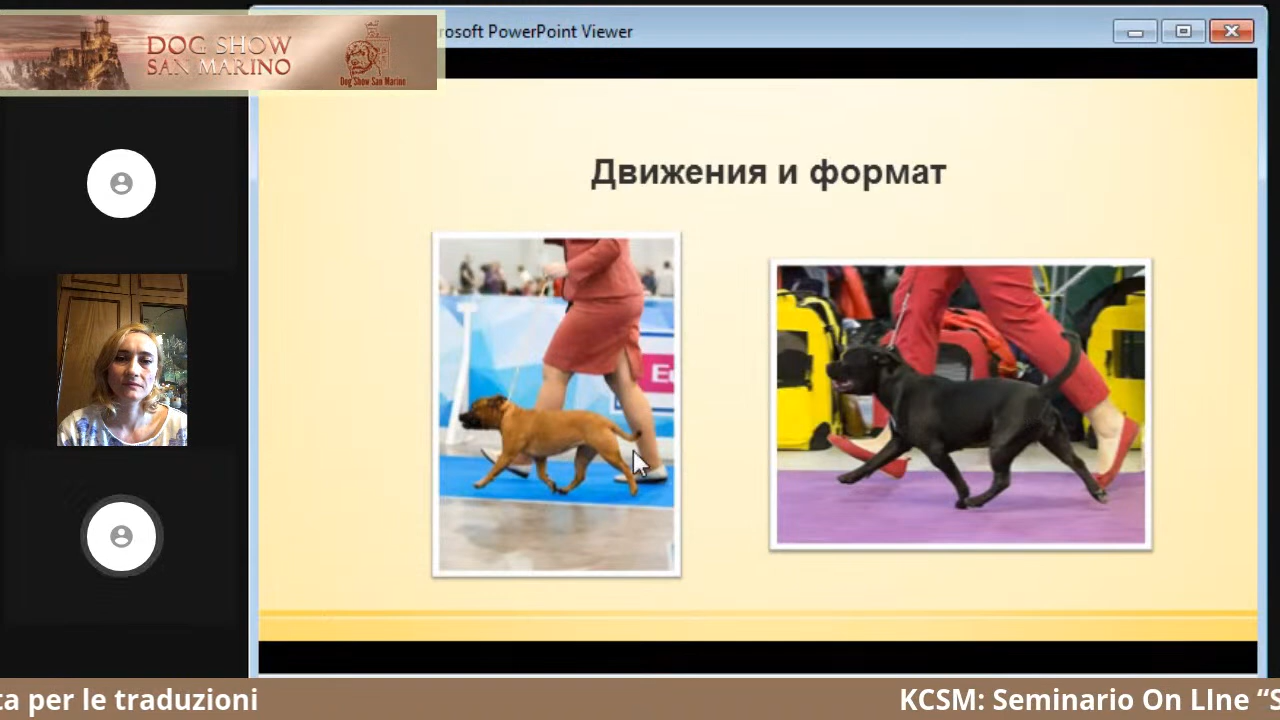 rosoft PowerPoint Viewer
DOG SHOW
SAN MARINO
Dog Show San Marino
Движения и формат
E
ta per le traduzioni
KCSM: Seminario On LIne “S